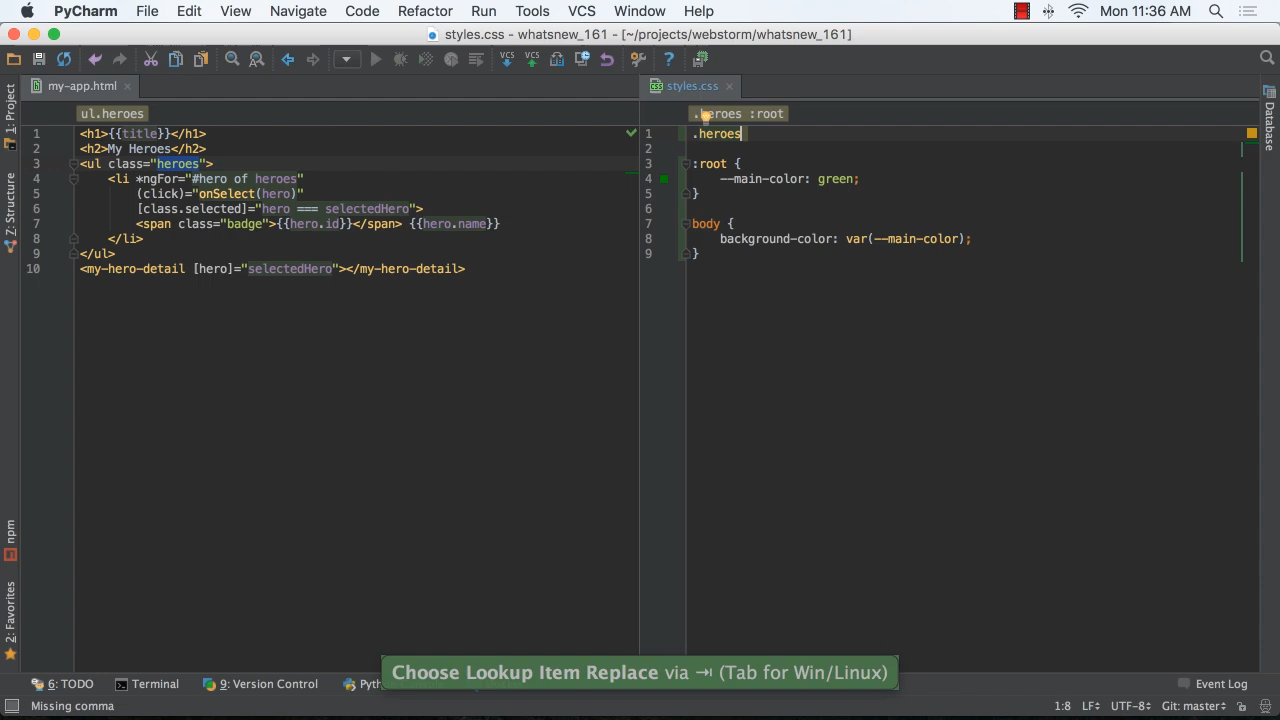 PyCharm File Edit View Navigate Code Refactor Run Tools VCS Window Help Mon 11:36 AM
styles.css - whatsnew_161 - [~/projects/webstorm/whatsnew_161]
VCS VCS ?
my-app.html
styles.css
ul.heroes
.heroes :root
1 <h1>{{title}}</h1>
2 <h2>My Heroes</h2>
3 <ul class="heroes">
4 <li *ngFor="#hero of heroes"
5 (click)="onSelect(hero)"
6 [class.selected]="hero === selectedHero">
7 <span class="badge">{{hero.id}}</span> {{hero.name}}
8 </li>
9 </ul>
10 <my-hero-detail [hero]="selectedHero"></my-hero-detail>
1 .heroes
2
3 :root {
4 --main-color: green;
5 }
6
7 body {
8 background-color: var(--main-color);
9 }
1: Project
Z: Structure
npm
2: Favorites
Database
Choose Lookup Item Replace via ⇥ (Tab for Win/Linux)
6: TODO Terminal 9: Version Control Event Log
Missing comma 1:8 LF÷ UTF-8÷ Git: master÷